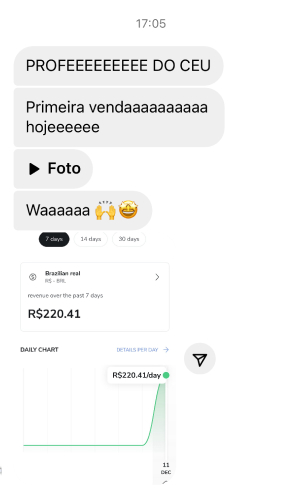 17:05
PROFEEEEEEEEE DO CEU
Primeira vendaaaaaaaaaa
hojeeeeee
Foto
Waaaaaa 🙌🤩
7 days 14 days 30 days
Brazilian real
R$ - BRL
revenue over the past 7 days
R$220.41
DAILY CHART DETAILS PER DAY
R$220.41/day
11
DEC